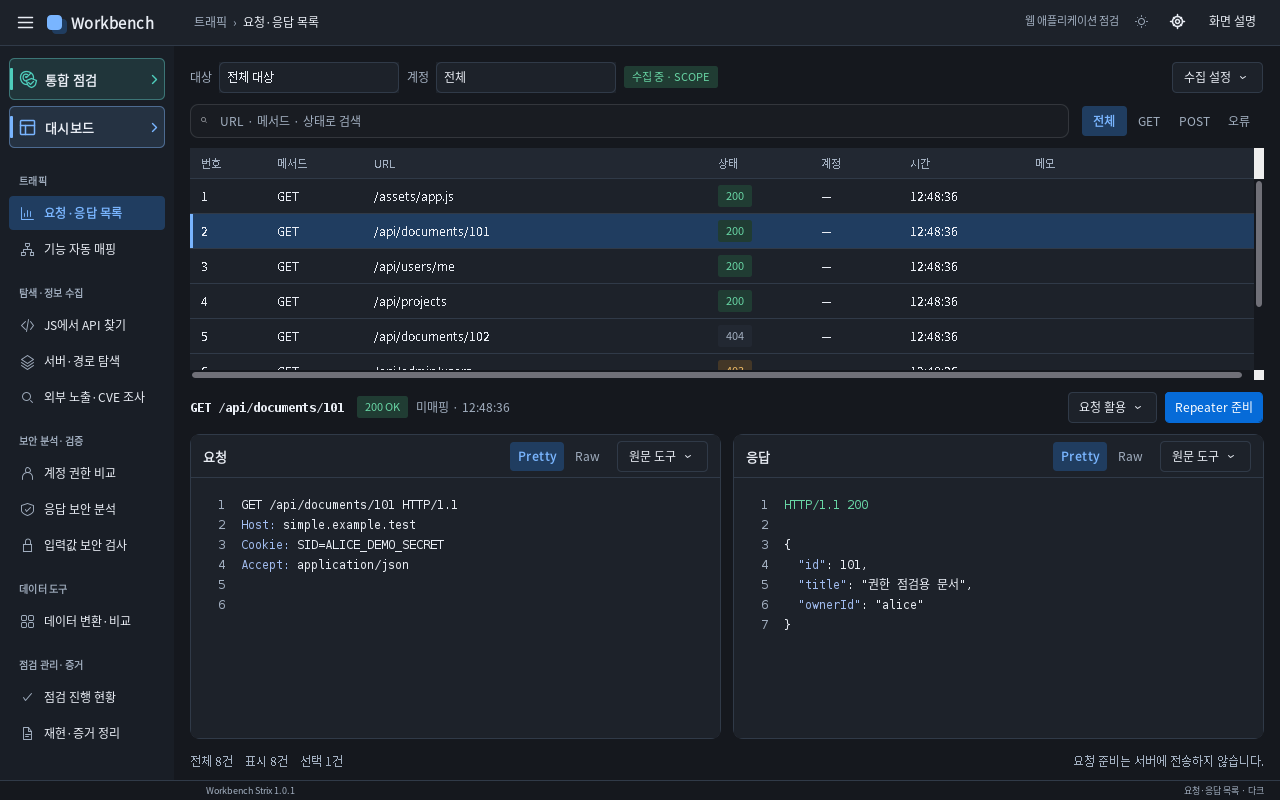 Workbench
트래픽 › 요청·응답 목록
웹 애플리케이션 점검
화면 설명
통합 점검
대시보드
트래픽
요청·응답 목록
기능 자동 매핑
탐색·정보 수집
JS에서 API 찾기
서버·경로 탐색
외부 노출·CVE 조사
보안 분석·검증
계정 권한 비교
응답 보안 분석
입력값 보안 검사
데이터 도구
데이터 변환·비교
점검 관리·증거
점검 진행 현황
재현·증거 정리
대상 전체 대상 계정 전체 수집 중 · SCOPE 수집 설정
URL · 메서드 · 상태로 검색 전체 GET POST 오류
번호 메서드 URL 상태 계정 시간 메모
1 GET /assets/app.js 200 — 12:48:36
2 GET /api/documents/101 200 — 12:48:36
3 GET /api/users/me 200 — 12:48:36
4 GET /api/projects 200 — 12:48:36
5 GET /api/documents/102 404 — 12:48:36
GET /api/documents/101 200 OK 미매핑 · 12:48:36 요청 활용 Repeater 준비
요청 Pretty Raw 원문 도구
1 GET /api/documents/101 HTTP/1.1
2 Host: simple.example.test
3 Cookie: SID=ALICE_DEMO_SECRET
4 Accept: application/json
5
6
응답 Pretty Raw 원문 도구
1 HTTP/1.1 200
2
3 {
4 "id": 101,
5 "title": "권한 점검용 문서",
6 "ownerId": "alice"
7 }
전체 8건 표시 8건 선택 1건
요청 준비는 서버에 전송하지 않습니다.
Workbench Strix 1.0.1
요청·응답 목록 · 다크